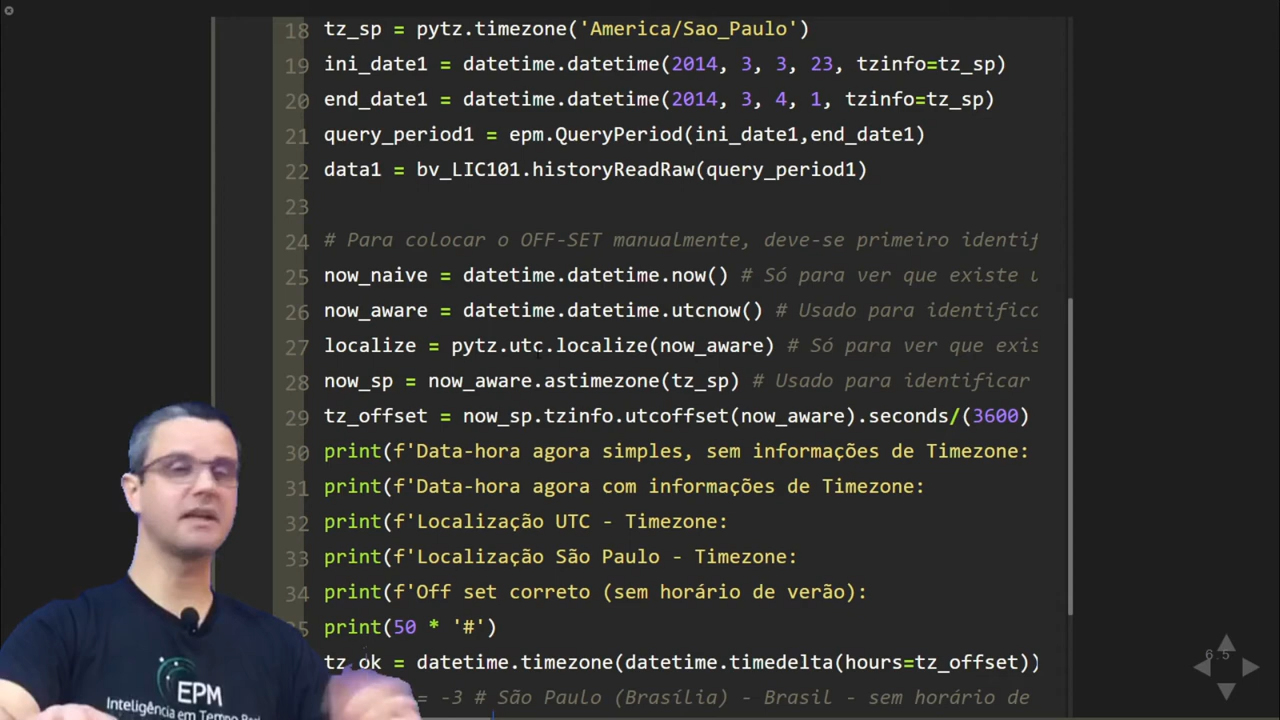 18 tz_sp = pytz.timezone('America/Sao_Paulo')
19 ini_date1 = datetime.datetime(2014, 3, 3, 23, tzinfo=tz_sp)
20 end_date1 = datetime.datetime(2014, 3, 4, 1, tzinfo=tz_sp)
21 query_period1 = epm.QueryPeriod(ini_date1,end_date1)
22 data1 = bv_LIC101.historyReadRaw(query_period1)
23
24 # Para colocar o OFF-SET manualmente, deve-se primeiro identif
25 now_naive = datetime.datetime.now() # Só para ver que existe u
26 now_aware = datetime.datetime.utcnow() # Usado para identifica
27 localize = pytz.utc.localize(now_aware) # Só para ver que exis
28 now_sp = now_aware.astimezone(tz_sp) # Usado para identificar
29 tz_offset = now_sp.tzinfo.utcoffset(now_aware).seconds/(3600)
30 print(f'Data-hora agora simples, sem informações de Timezone:
31 print(f'Data-hora agora com informações de Timezone:
32 print(f'Localização UTC - Timezone:
33 print(f'Localização São Paulo - Timezone:
34 print(f'Off set correto (sem horário de verão):
print(50 * '#')
tz_ok = datetime.timezone(datetime.timedelta(hours=tz_offset))
= -3 # São Paulo (Brasília) - Brasil - sem horário de
6.5
EPM
Inteligência em Tempo